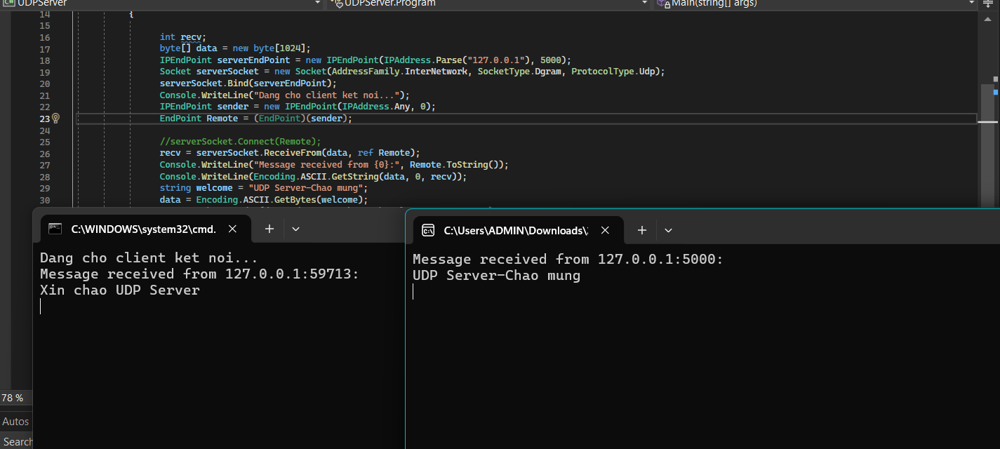 UDPServer
UDPServer.Program
Main(string[] args)
14 {
15
16 int recv;
17 byte[] data = new byte[1024];
18 IPEndPoint serverEndPoint = new IPEndPoint(IPAddress.Parse("127.0.0.1"), 5000);
19 Socket serverSocket = new Socket(AddressFamily.InterNetwork, SocketType.Dgram, ProtocolType.Udp);
20 serverSocket.Bind(serverEndPoint);
21 Console.WriteLine("Dang cho client ket noi...");
22 IPEndPoint sender = new IPEndPoint(IPAddress.Any, 0);
23 EndPoint Remote = (EndPoint)(sender);
24
25 //serverSocket.Connect(Remote);
26 recv = serverSocket.ReceiveFrom(data, ref Remote);
27 Console.WriteLine("Message received from {0}:", Remote.ToString());
28 Console.WriteLine(Encoding.ASCII.GetString(data, 0, recv));
29 string welcome = "UDP Server-Chao mung";
30 data = Encoding.ASCII.GetBytes(welcome);
C:\WINDOWS\system32\cmd.
Dang cho client ket noi...
Message received from 127.0.0.1:59713:
Xin chao UDP Server
C:\Users\ADMIN\Downloads\
Message received from 127.0.0.1:5000:
UDP Server-Chao mung
78 %
Autos
Search